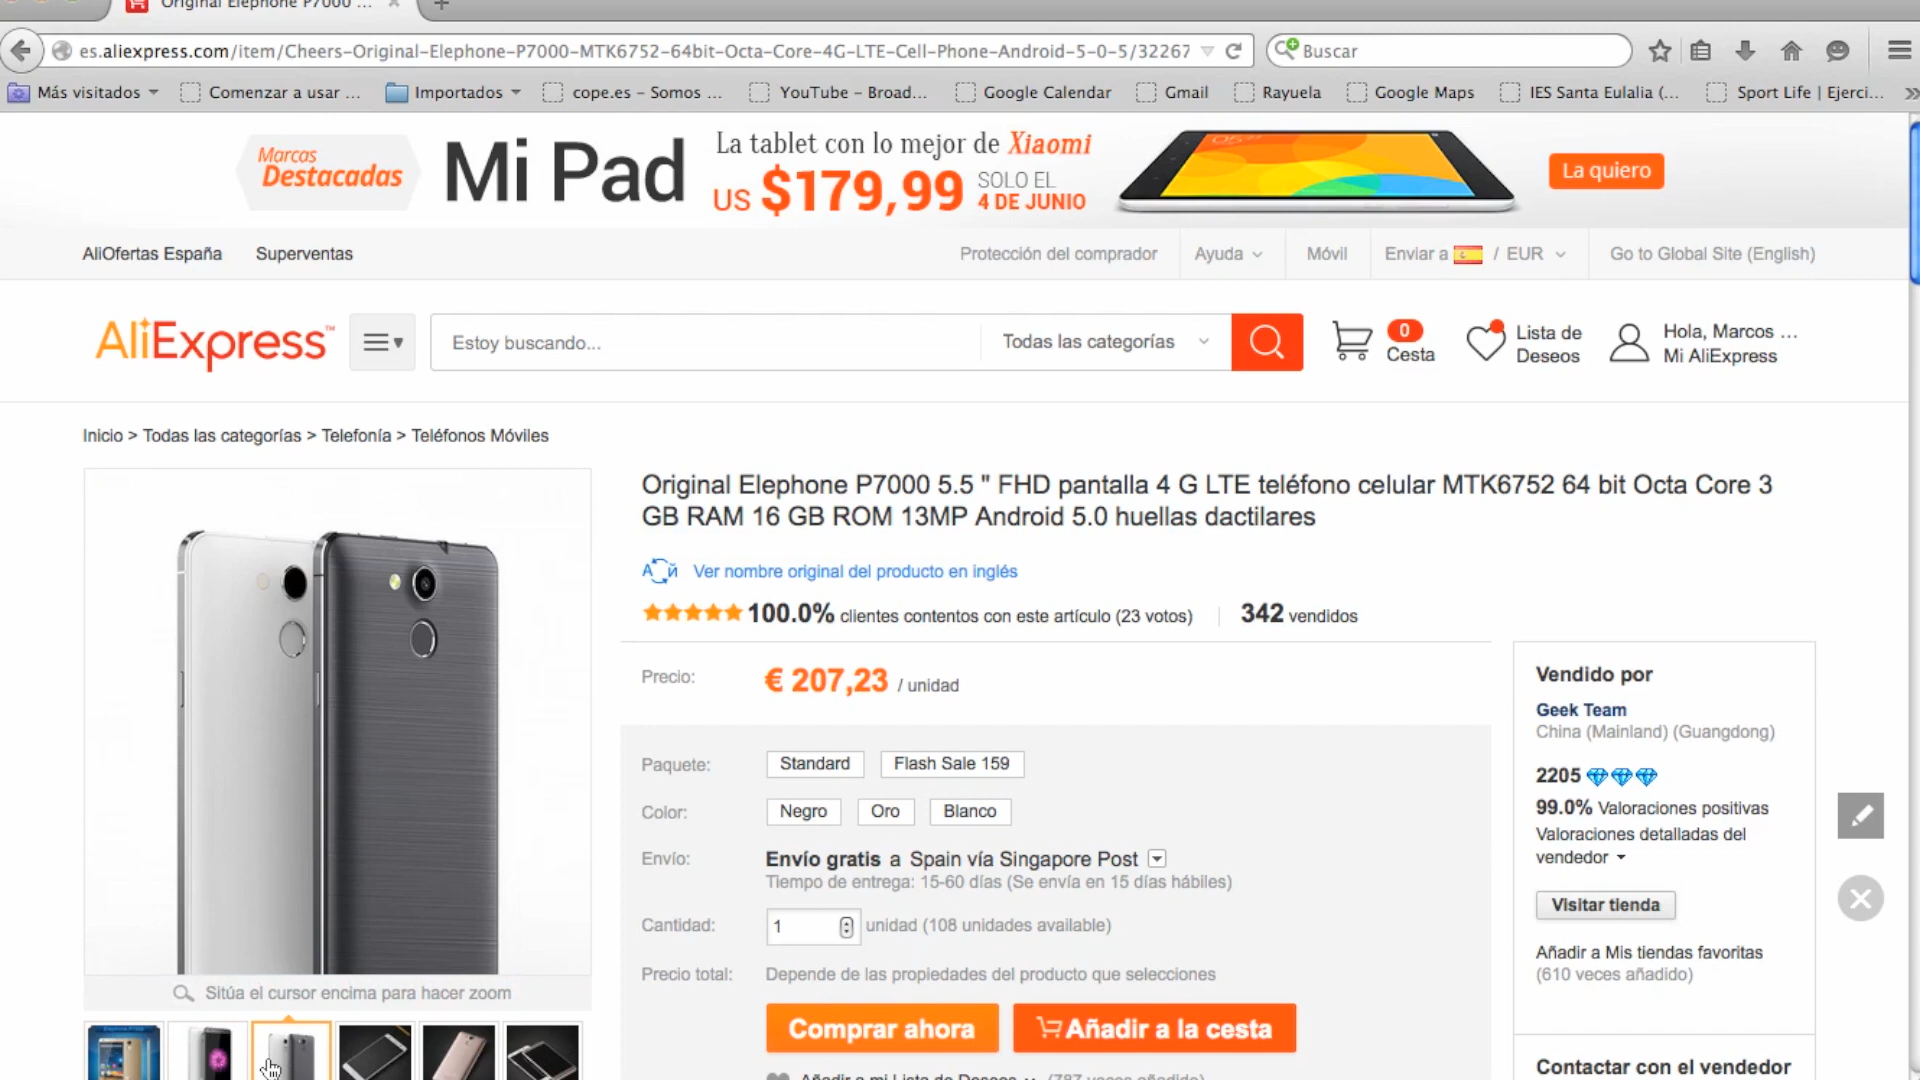 Original Elephone P7000 ...
es.aliexpress.com/item/Cheers-Original-Elephone-P7000-MTK6752-64bit-Octa-Core-4G-LTE-Cell-Phone-Android-5-0-5/32267
Buscar
Más visitados
Comenzar a usar ...
Importados
cope.es – Somos ...
YouTube – Broad...
Google Calendar
Gmail
Rayuela
Google Maps
IES Santa Eulalia (...
Sport Life | Ejerci...
Marcas
Destacadas
Mi Pad
La tablet con lo mejor de Xiaomi
US $179,99
SOLO EL
4 DE JUNIO
La quiero
AliOfertas España
Superventas
Protección del comprador
Ayuda
Móvil
Enviar a / EUR
Go to Global Site (English)
AliExpress™
Estoy buscando...
Todas las categorías
0
Cesta
Lista de
Deseos
Hola, Marcos ...
Mi AliExpress
Inicio > Todas las categorías > Telefonía > Teléfonos Móviles
Original Elephone P7000 5.5 " FHD pantalla 4 G LTE teléfono celular MTK6752 64 bit Octa Core 3
GB RAM 16 GB ROM 13MP Android 5.0 huellas dactilares
Ver nombre original del producto en inglés
100.0% clientes contentos con este artículo (23 votos)
342 vendidos
Precio:
€ 207,23 / unidad
Paquete:
Standard
Flash Sale 159
Color:
Negro
Oro
Blanco
Envío:
Envío gratis a Spain vía Singapore Post
Tiempo de entrega: 15-60 días (Se envía en 15 días hábiles)
Cantidad:
1
unidad (108 unidades available)
Precio total:
Depende de las propiedades del producto que selecciones
Comprar ahora
Añadir a la cesta
Añadir a mi Lista de Deseos
(787 veces añadido)
Sitúa el cursor encima para hacer zoom
Vendido por
Geek Team
China (Mainland) (Guangdong)
2205
99.0% Valoraciones positivas
Valoraciones detalladas del
vendedor
Visitar tienda
Añadir a Mis tiendas favoritas
(610 veces añadido)
Contactar con el vendedor